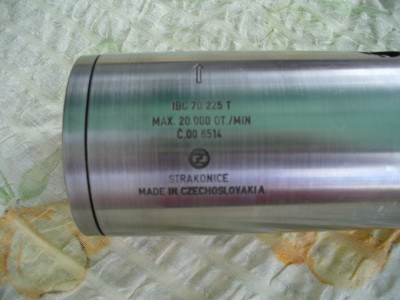 IBC 70 225 T
MAX. 20.000 OT./MIN
Č.00 6514
STRAKONICE
MADE IN CZECHOSLOVAKIA